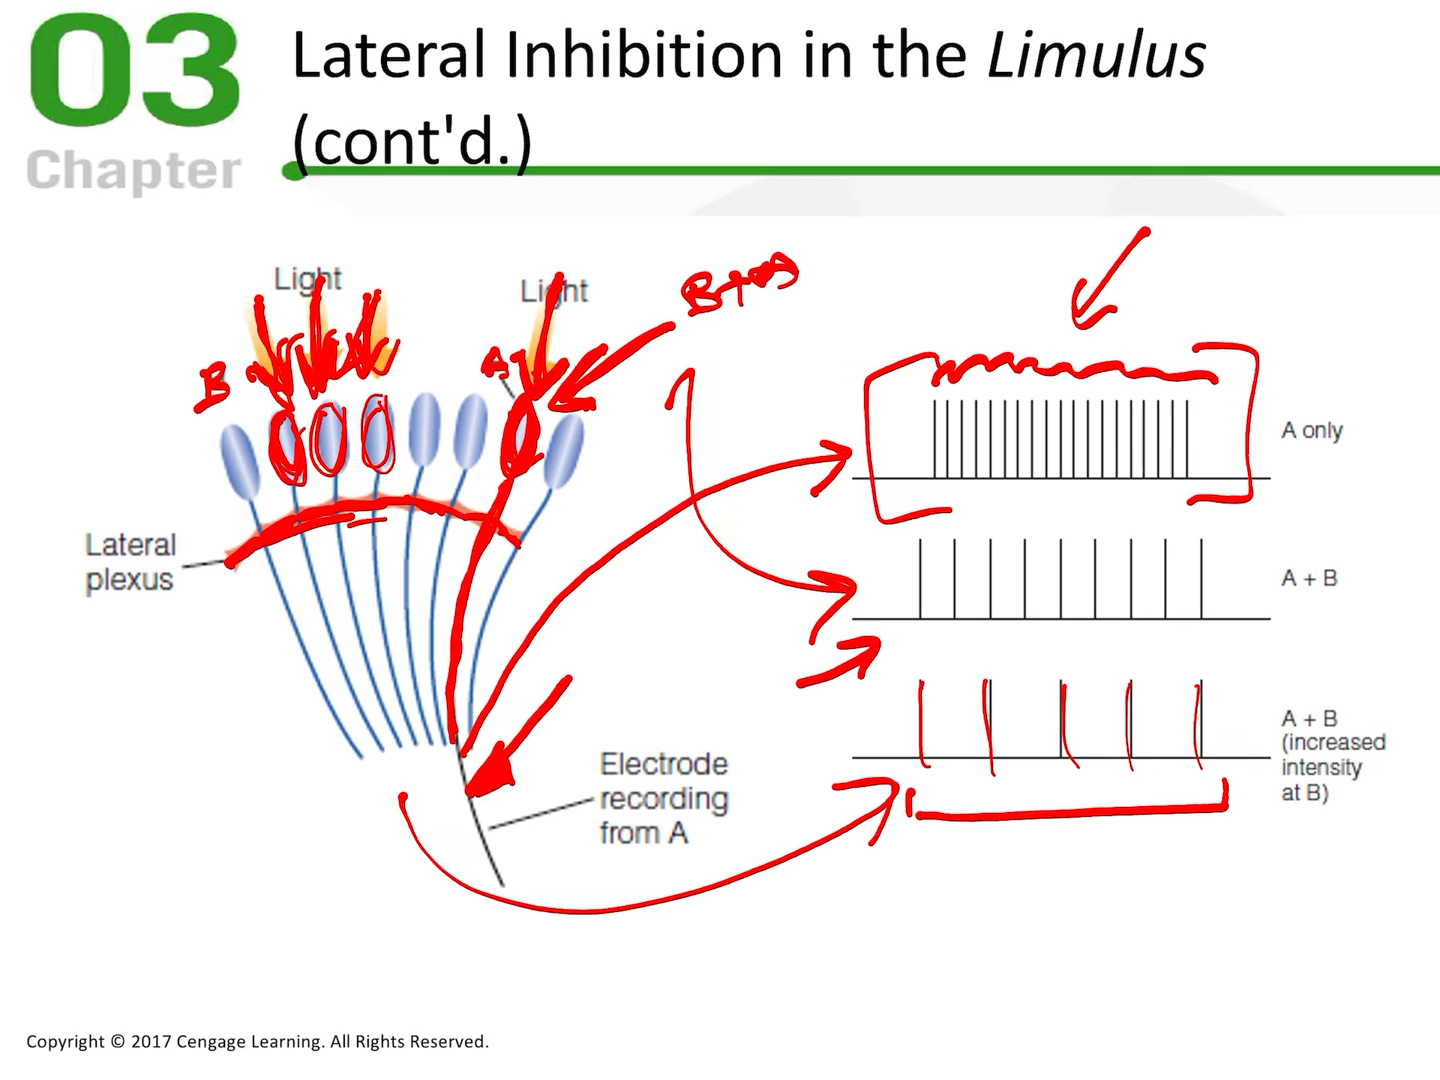 03
Chapter
Lateral Inhibition in the Limulus
(cont'd.)
Light
Light
B
A
Lateral
plexus
Electrode
recording
from A
A only
A + B
A + B
(increased
intensity
at B)
Copyright © 2017 Cengage Learning. All Rights Reserved.